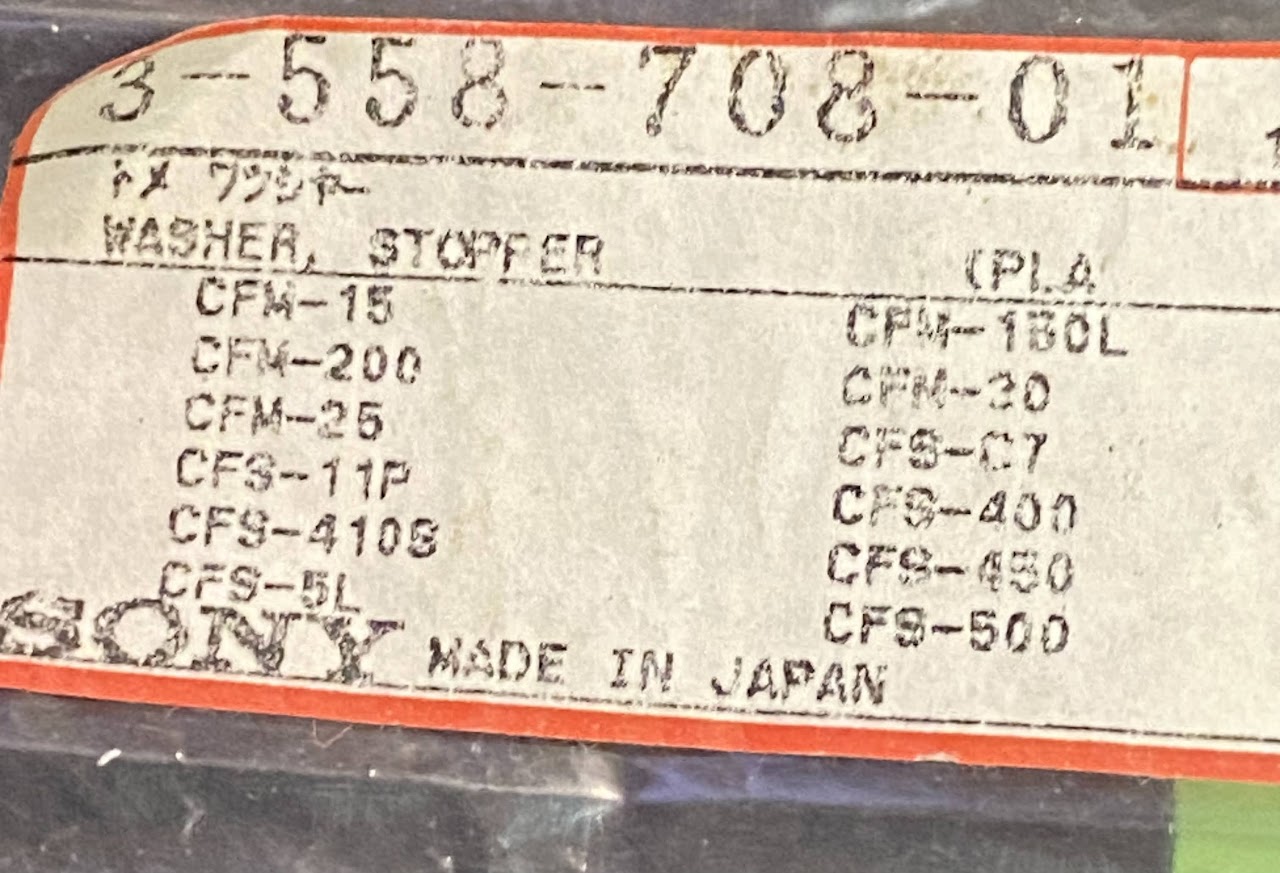 3-558-708-01
トメ ワッシャー
WASHER, STOPPER (PLA
CFM-15 CFM-180L
CFM-200 CFM-30
CFM-25 CFS-C7
CFS-11P CFS-400
CFS-410S CFS-450
CFS-5L CFS-500
SONY MADE IN JAPAN